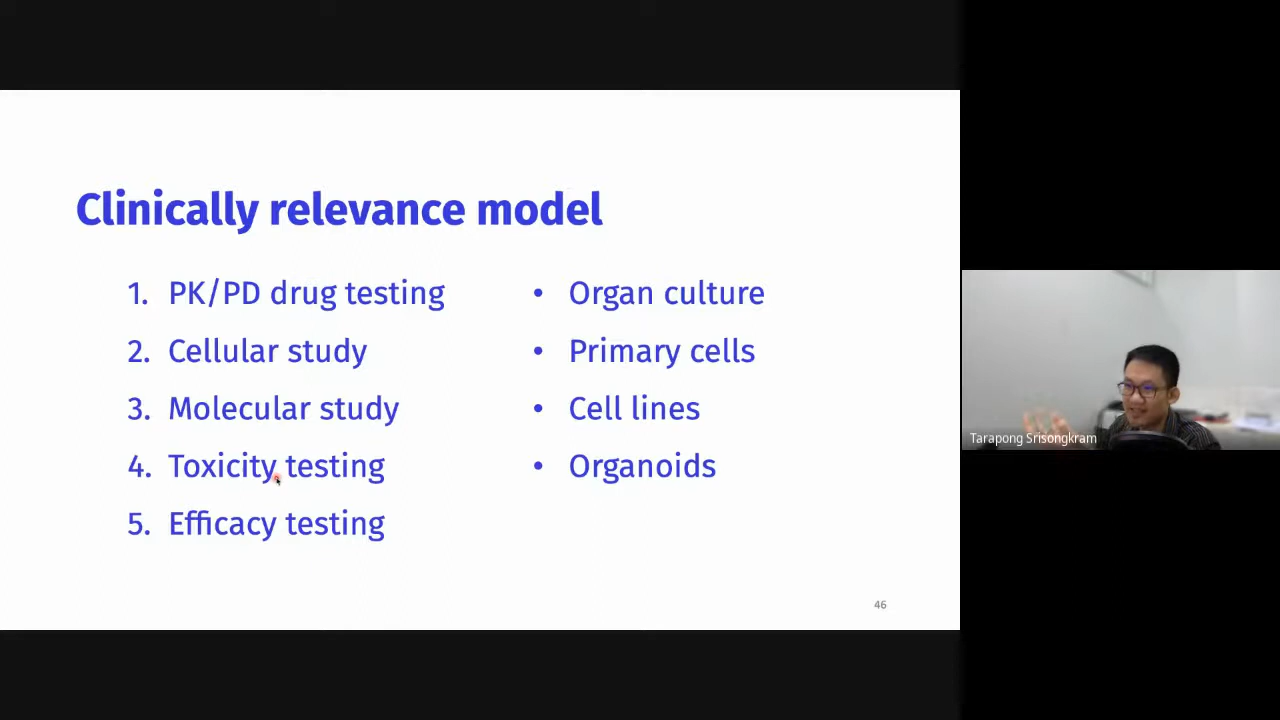 Clinically relevance model
1. PK/PD drug testing
2. Cellular study
3. Molecular study
4. Toxicity testing
5. Efficacy testing
• Organ culture
• Primary cells
• Cell lines
• Organoids
46
Tarapong Srisongkram